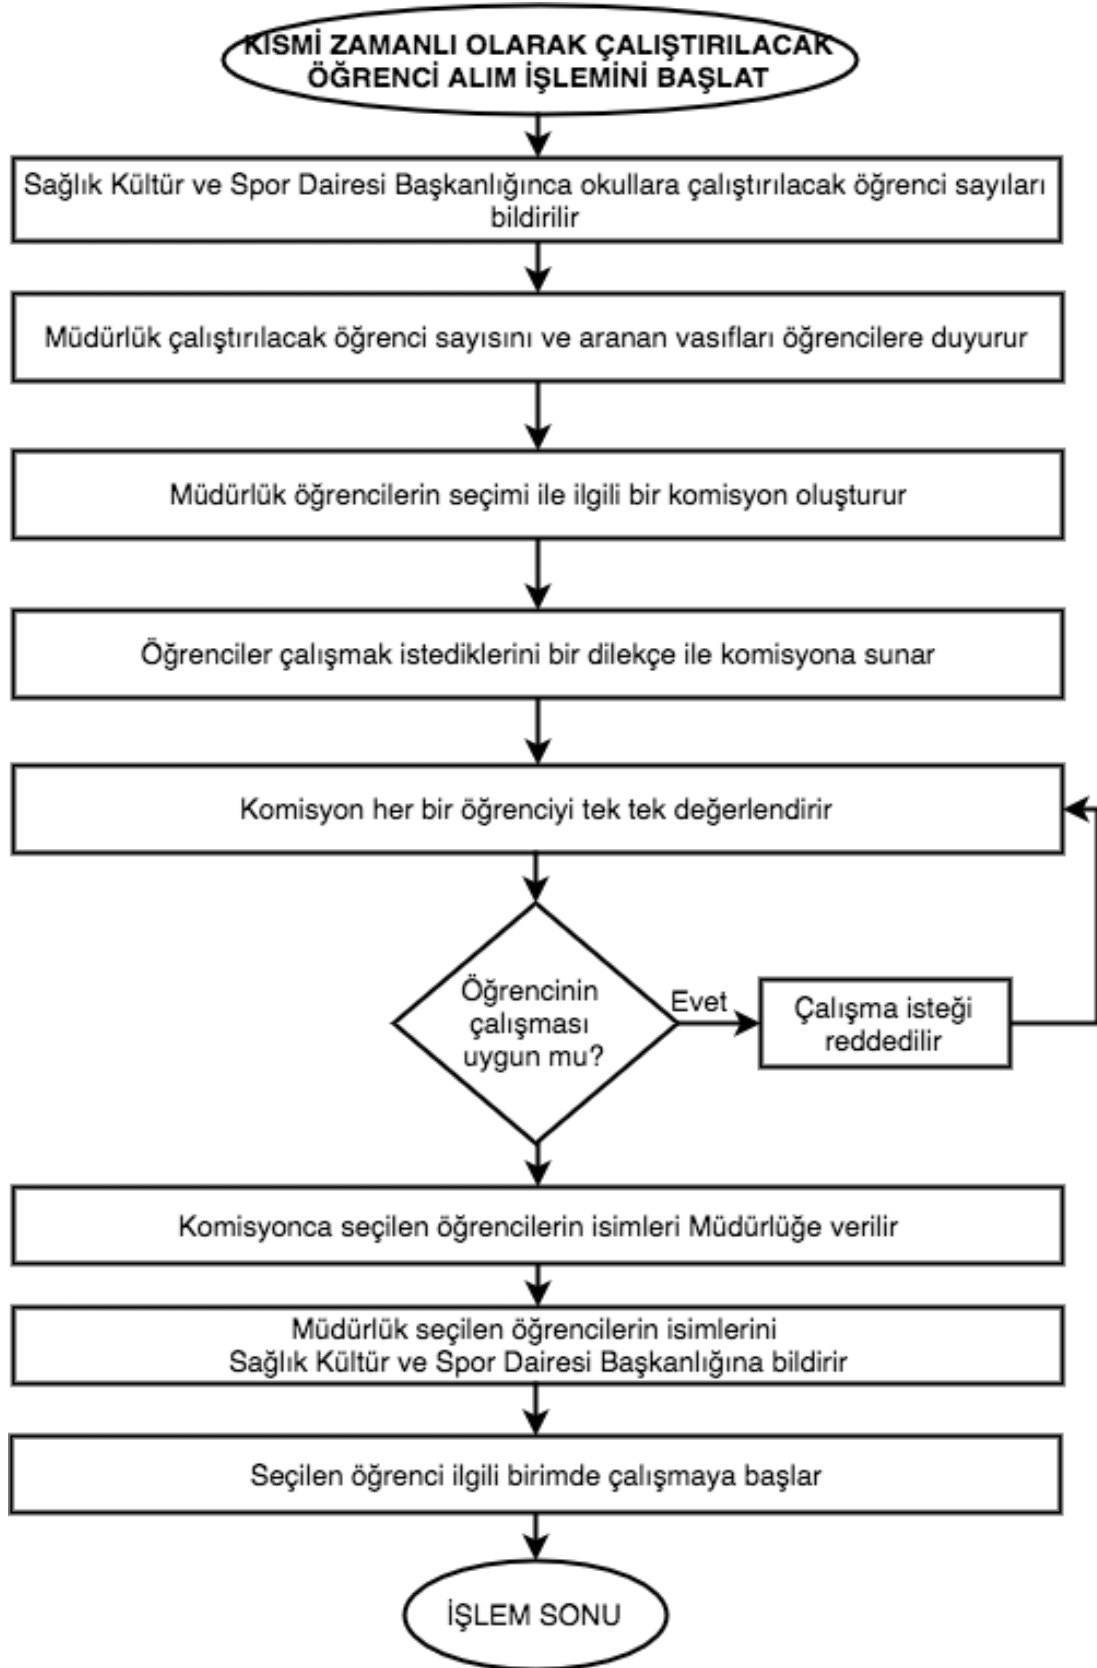 KISMİ ZAMANLI OLARAK ÇALIŞTIRILACAK
ÖĞRENCİ ALIM İŞLEMİNİ BAŞLAT
Sağlık Kültür ve Spor Dairesi Başkanlığınca okullara çalıştırılacak öğrenci sayıları
bildirilir
Müdürlük çalıştırılacak öğrenci sayısını ve aranan vasıfları öğrencilere duyurur
Müdürlük öğrencilerin seçimi ile ilgili bir komisyon oluşturur
Öğrenciler çalışmak istediklerini bir dilekçe ile komisyona sunar
Komisyon her bir öğrenciyi tek tek değerlendirir
Öğrencinin
çalışması
uygun mu?
Evet
Çalışma isteği
reddedilir
Komisyonca seçilen öğrencilerin isimleri Müdürlüğe verilir
Müdürlük seçilen öğrencilerin isimlerini
Sağlık Kültür ve Spor Dairesi Başkanlığına bildirir
Seçilen öğrenci ilgili birimde çalışmaya başlar
İŞLEM SONU